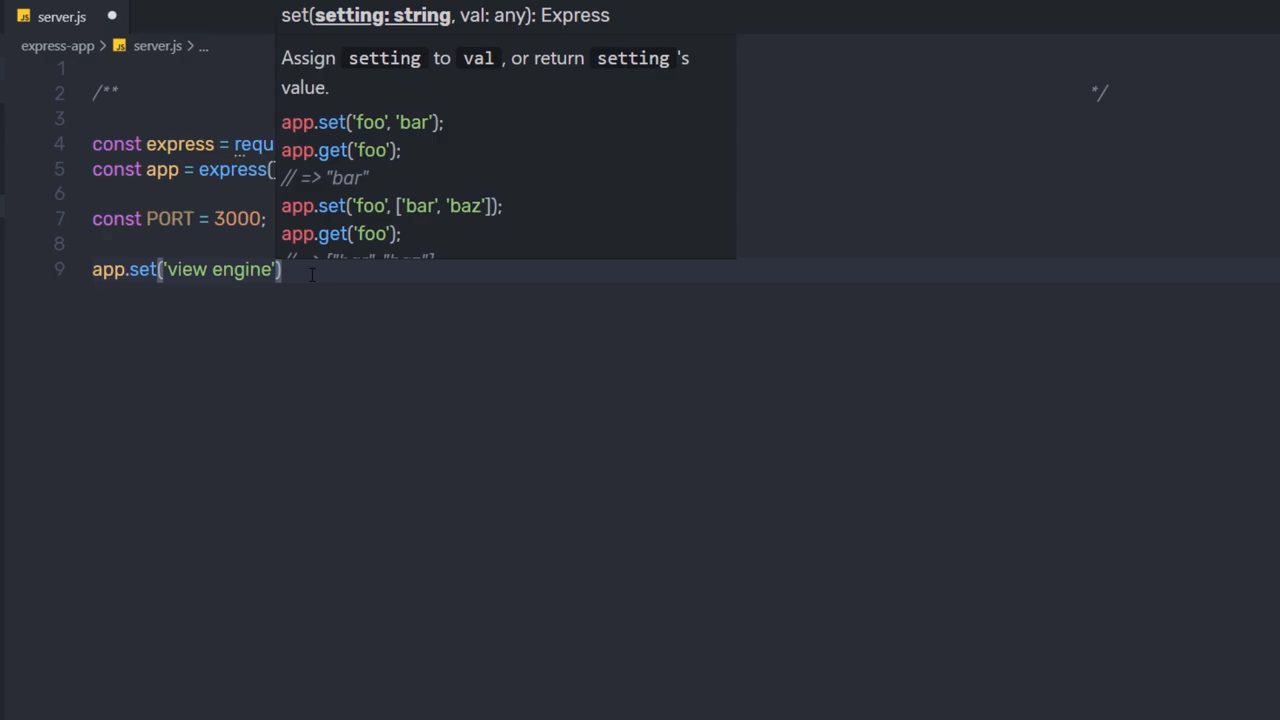 server.js
express-app > JS server.js > ...
set(setting: string, val: any): Express
Assign setting to val , or return setting 's
value.
app.set('foo', 'bar');
app.get('foo');
// => "bar"
app.set('foo', ['bar', 'baz']);
app.get('foo');
// => ["bar", "baz"]
1
2 /** */
3
4 const express = requ
5 const app = express(
6
7 const PORT = 3000;
8
9 app.set('view engine')